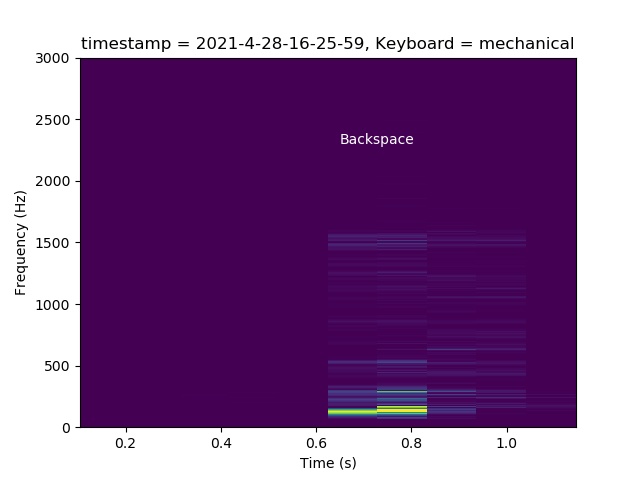 timestamp = 2021-4-28-16-25-59, Keyboard = mechanical
3000
2500
Backspace
2000
1500
1000
500
0
Frequency (Hz)
0.2 0.4 0.6 0.8 1.0
Time (s)